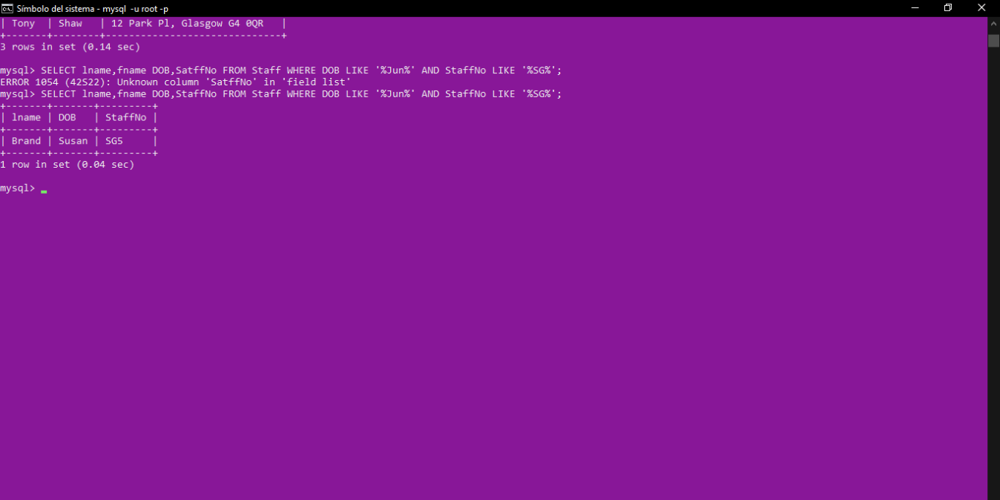 Símbolo del sistema - mysql -u root -p
| Tony  | Shaw   | 12 Park Pl, Glasgow G4 0QR   |
+-------+--------+------------------------------+
3 rows in set (0.14 sec)
mysql> SELECT lname,fname DOB,SatffNo FROM Staff WHERE DOB LIKE '%Jun%' AND StaffNo LIKE '%SG%';
ERROR 1054 (42S22): Unknown column 'SatffNo' in 'field list'
mysql> SELECT lname,fname DOB,StaffNo FROM Staff WHERE DOB LIKE '%Jun%' AND StaffNo LIKE '%SG%';
+-------+-------+---------+
| lname | DOB   | StaffNo |
+-------+-------+---------+
| Brand | Susan | SG5     |
+-------+-------+---------+
1 row in set (0.04 sec)
mysql>